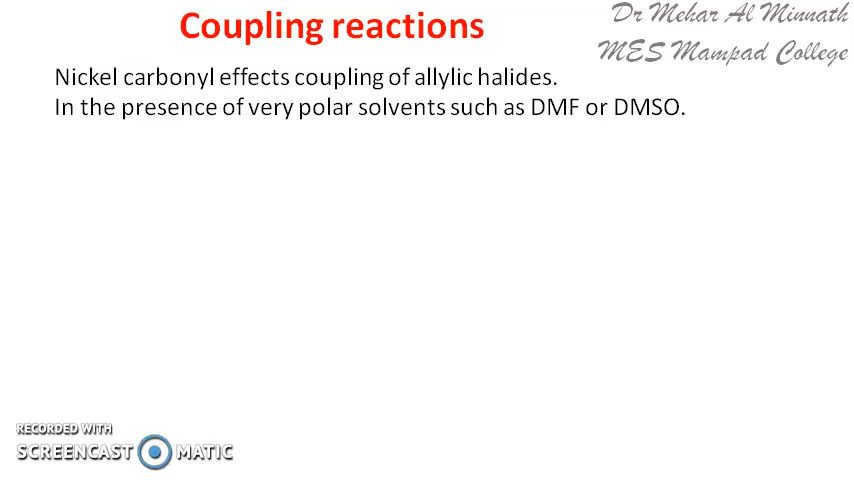 Coupling reactions
Dr Mehar Al Minnath
MES Mampad College
Nickel carbonyl effects coupling of allylic halides.
In the presence of very polar solvents such as DMF or DMSO.
RECORDED WITH
SCREENCAST MATIC